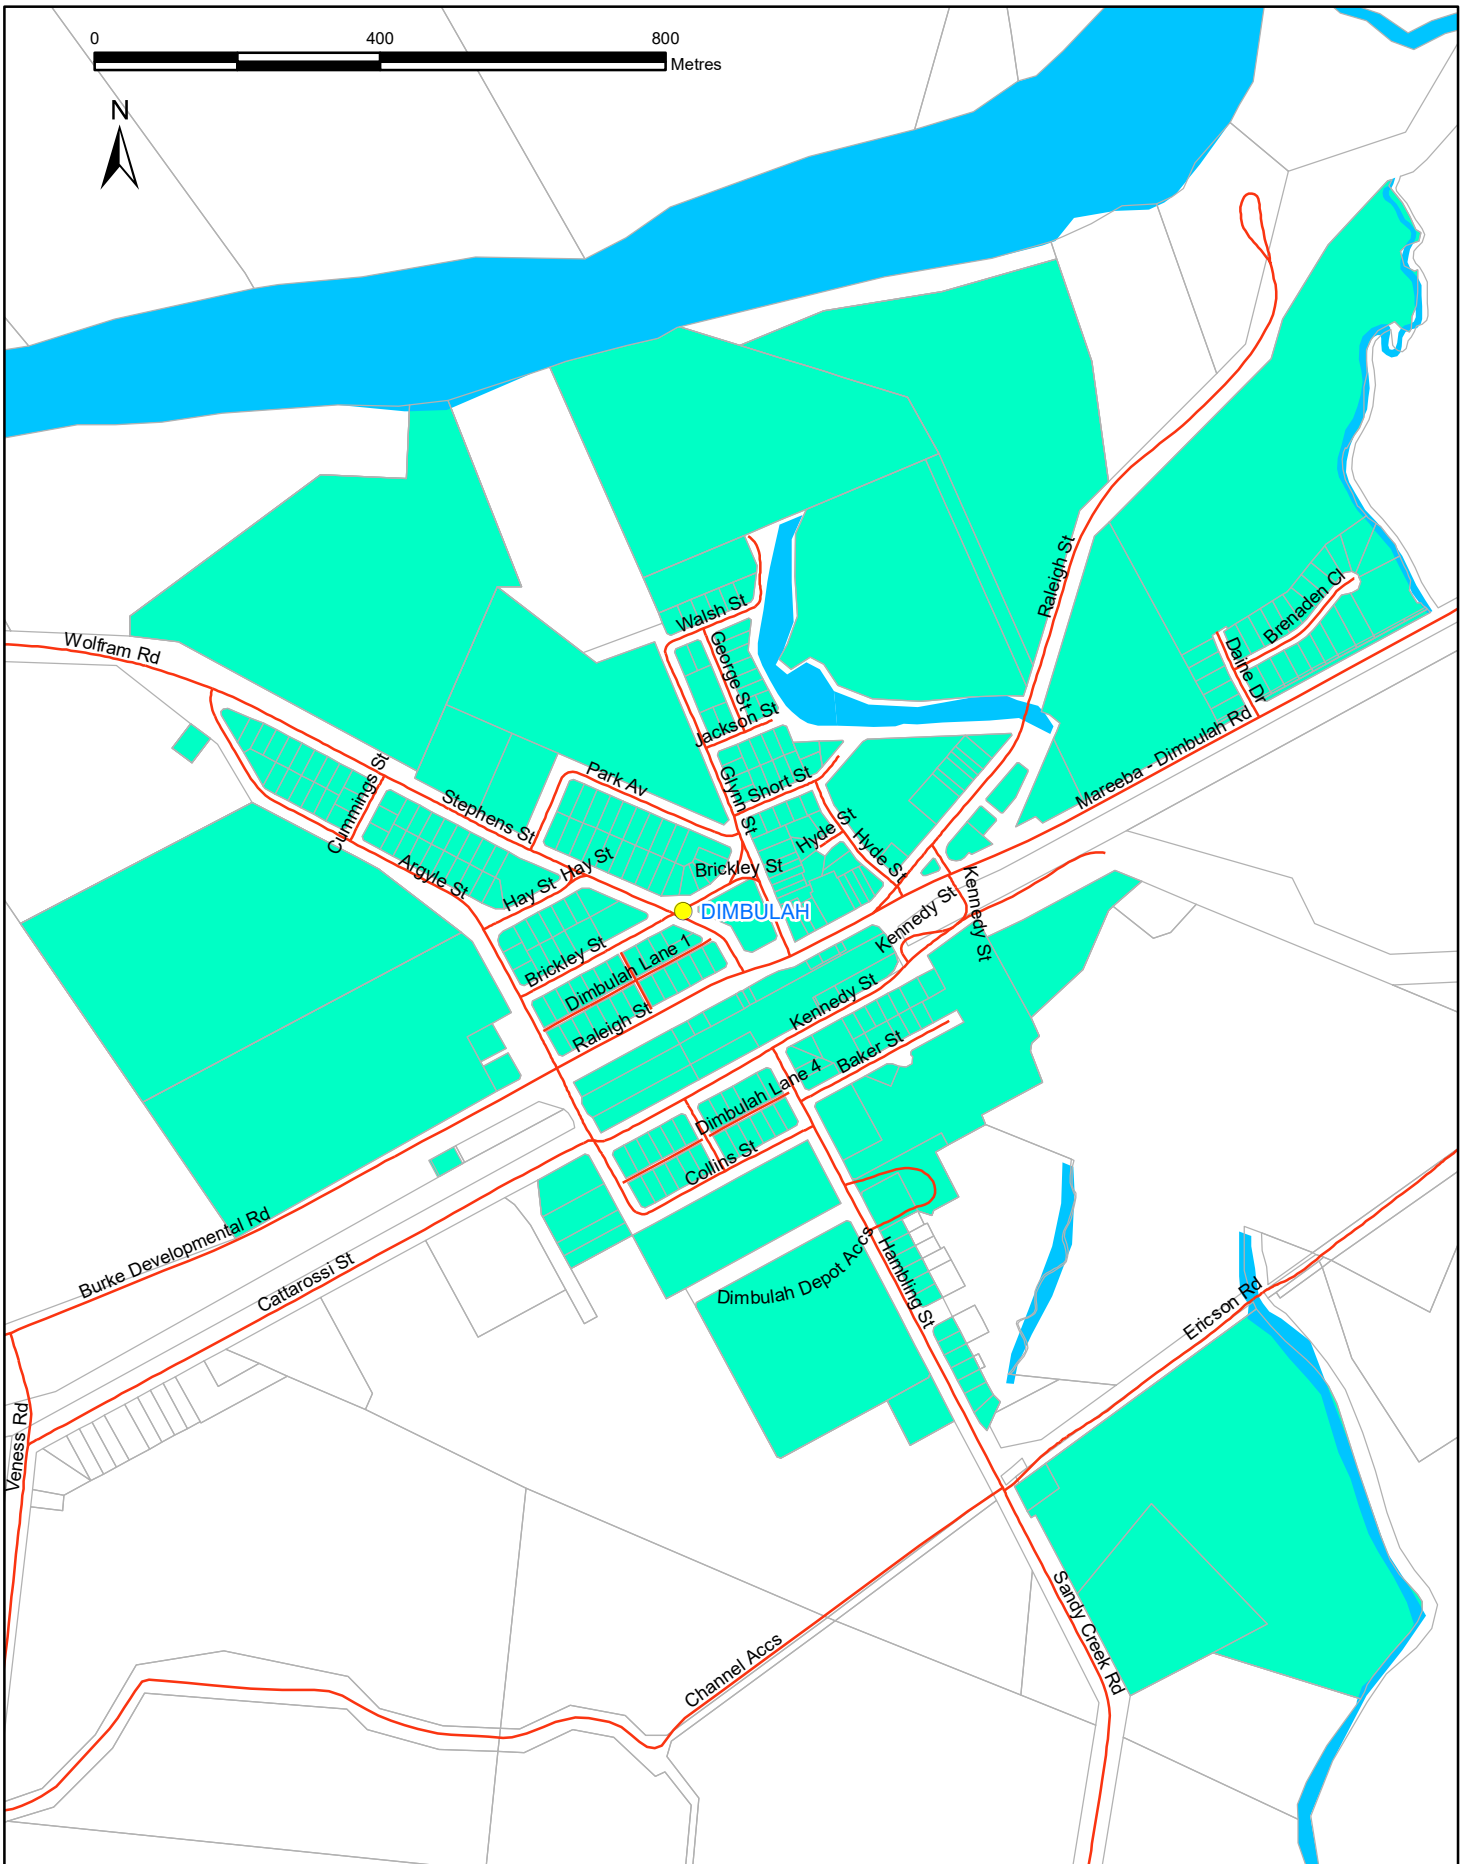 0 400 800
Metres
N
Wolfram Rd
Walsh St
George St
Jackson St
Glynn St
Short St
Hyde St
Hyde St
Raleigh St
Brenaden Cl
Daine Dr
Mareeba - Dimbulah Rd
Park Av
Stephens St
Cummings St
Argyle St
Hay St
Hay St
Brickley St
DIMBULAH
Brickley St
Dimbulah Lane 1
Raleigh St
Kennedy St
Kennedy St
Kennedy St
Baker St
Dimbulah Lane 4
Collins St
Burke Developmental Rd
Cattarossi St
Veness Rd
Dimbulah Depot Accs
Hambling St
Ericson Rd
Sandy Creek Rd
Channel Accs